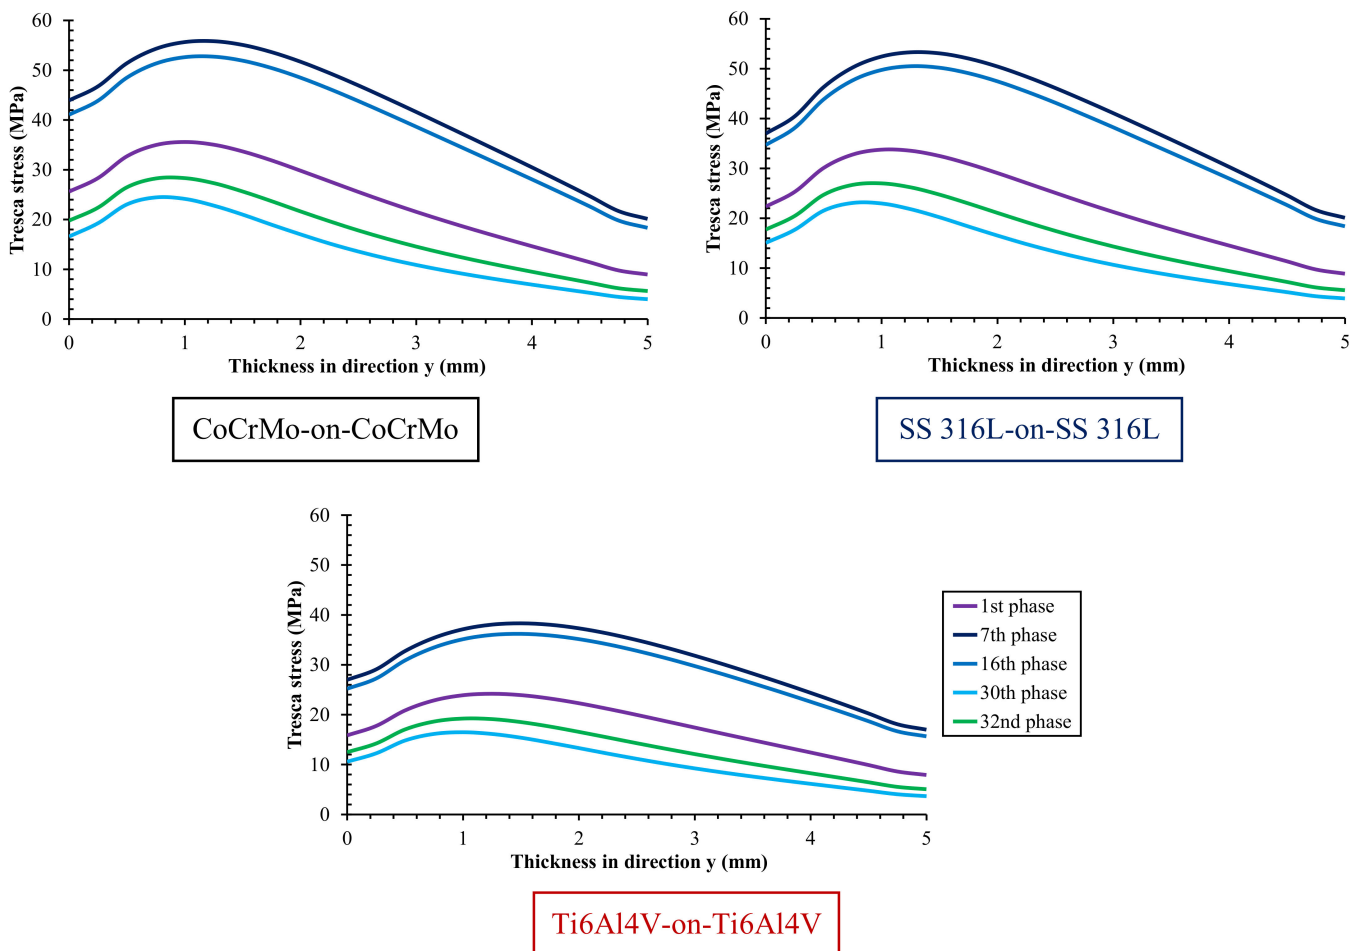 60
50
40
30
20
10
0
Tresca stress (MPa)
0 1 2 3 4 5
Thickness in direction y (mm)
CoCrMo-on-CoCrMo
60
50
40
30
20
10
0
Tresca stress (MPa)
0 1 2 3 4 5
Thickness in direction y (mm)
SS 316L-on-SS 316L
60
50
40
30
20
10
0
Tresca stress (MPa)
0 1 2 3 4 5
Thickness in direction y (mm)
Ti6Al4V-on-Ti6Al4V
1st phase
7th phase
16th phase
30th phase
32nd phase